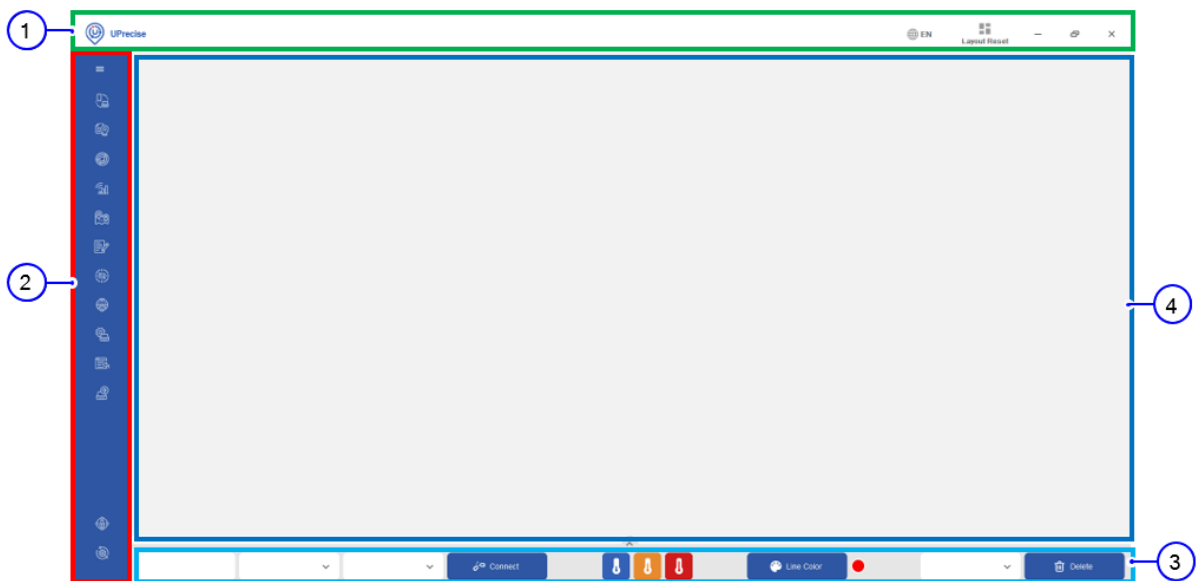 1
UPrecise
EN
Layout Reset
2
4
Connect
Line Color
Delete
3